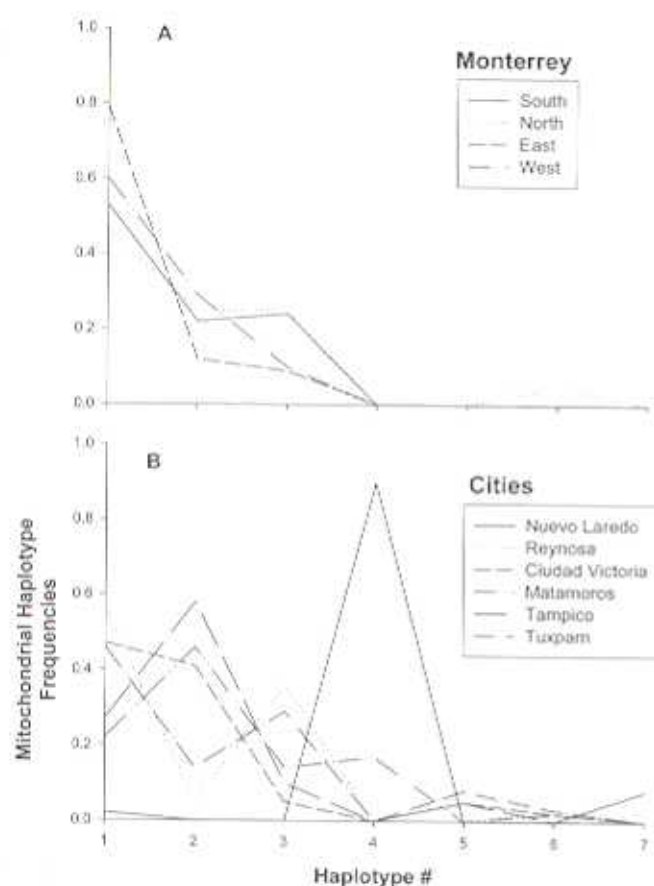 A
Monterrey
South
North
East
West
1.0
0.8
0.6
0.4
0.2
0.0
B
Cities
Nuevo Laredo
Reynosa
Ciudad Victoria
Matamoros
Tampico
Tuxpam
1.0
0.8
0.6
0.4
0.2
0.0
Mitochondrial Haplotype
Frequencies
1 2 3 4 5 6 7
Haplotype #